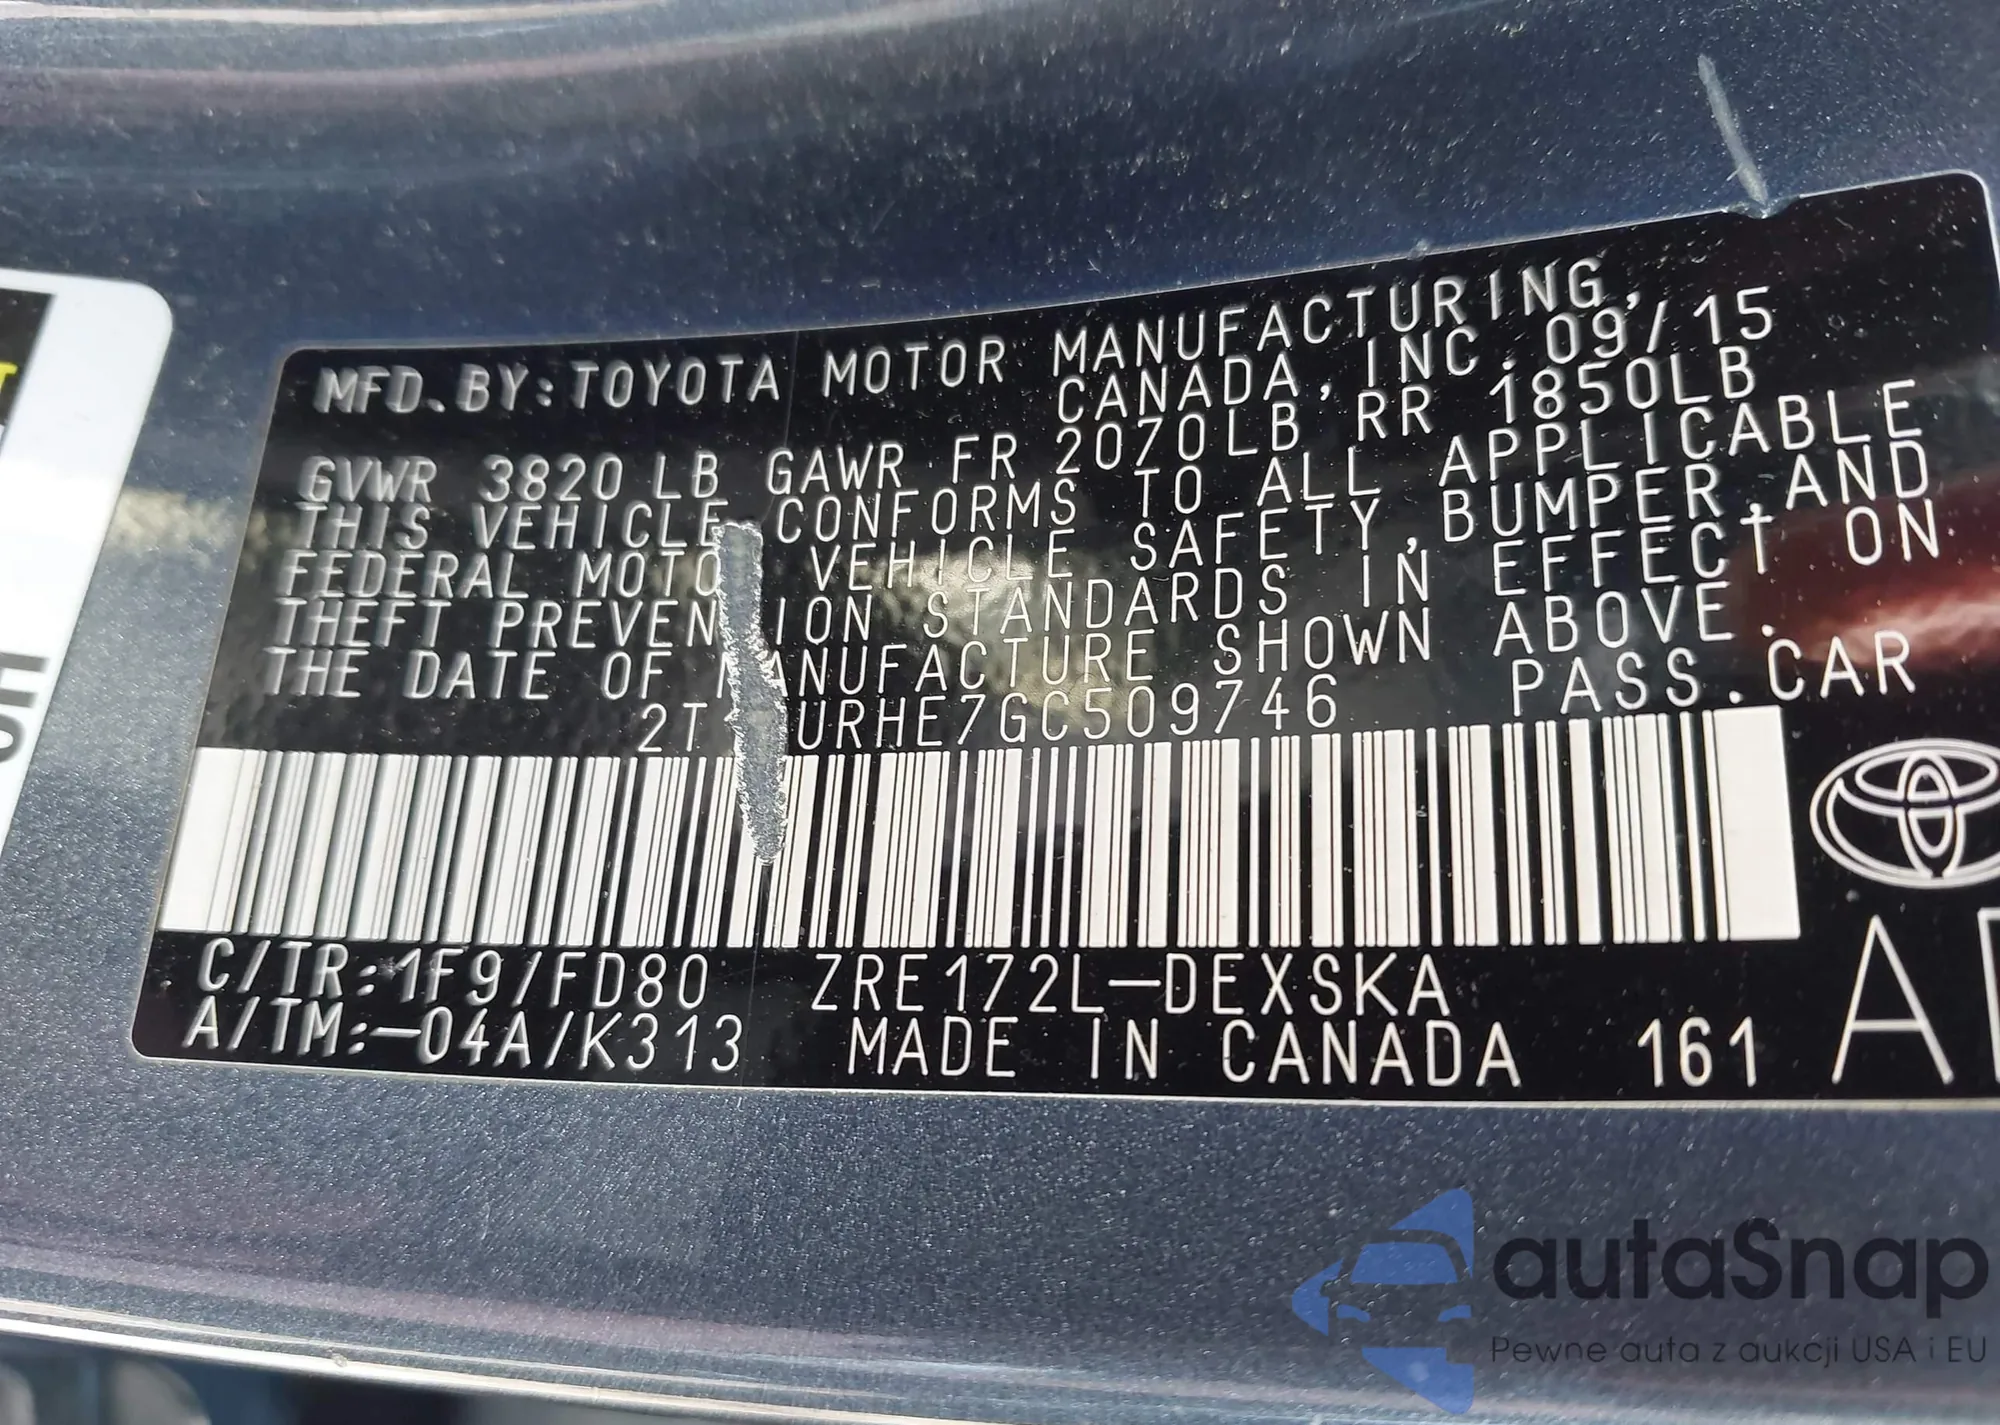 MFD.BY:TOYOTA MOTOR MANUFACTURING,
CANADA, INC. 09/15
GVWR 3820 LB GAWR FR 2070LB RR 1850LB
THIS VEHICLE CONFORMS TO ALL APPLICABLE
FEDERAL MOTO VEHICLE SAFETY, BUMPER, AND
THEFT PREVEN ION STANDARDS IN EFFECT ON
THE DATE OF MANUFACTURE SHOWN ABOVE.
2T URHE7GC509746 PASS.CAR
C/TR:1F9/FD80 ZRE172L-DEXSKA
A/TM:-04A/K313 MADE IN CANADA 161
A
autaSnap
Pewne auta z aukcji USA i EU